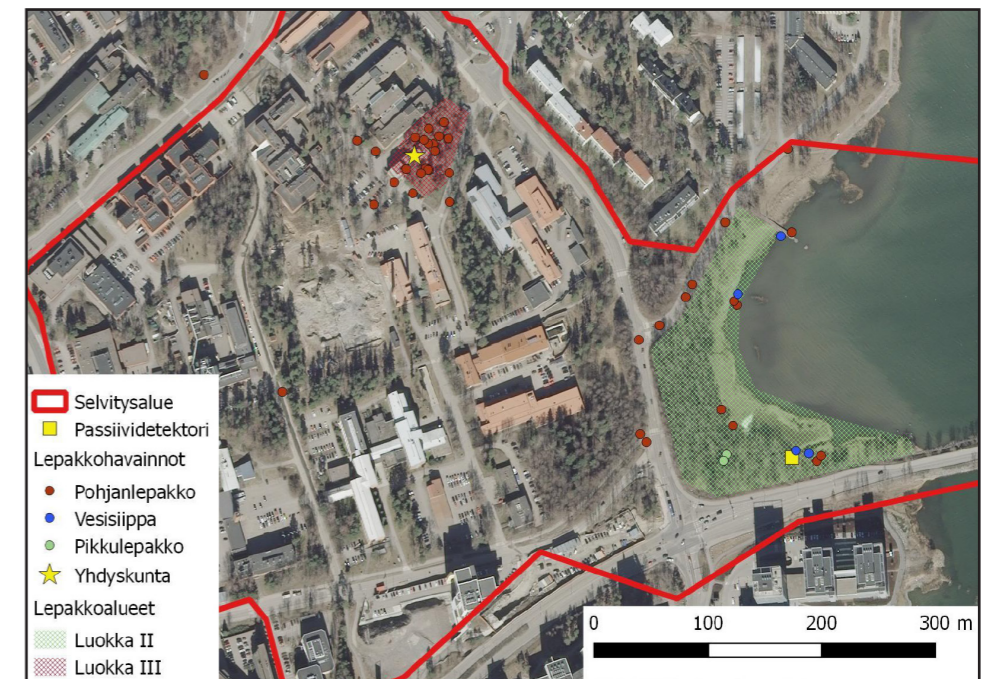 Selvitysalue
Passiividetektori
Lepakkohavainnot
Pohjanlepakko
Vesisiippa
Pikkulepakko
Yhdyskunta
Lepakkoalueet
Luokka II
Luokka III
0 100 200 300 m